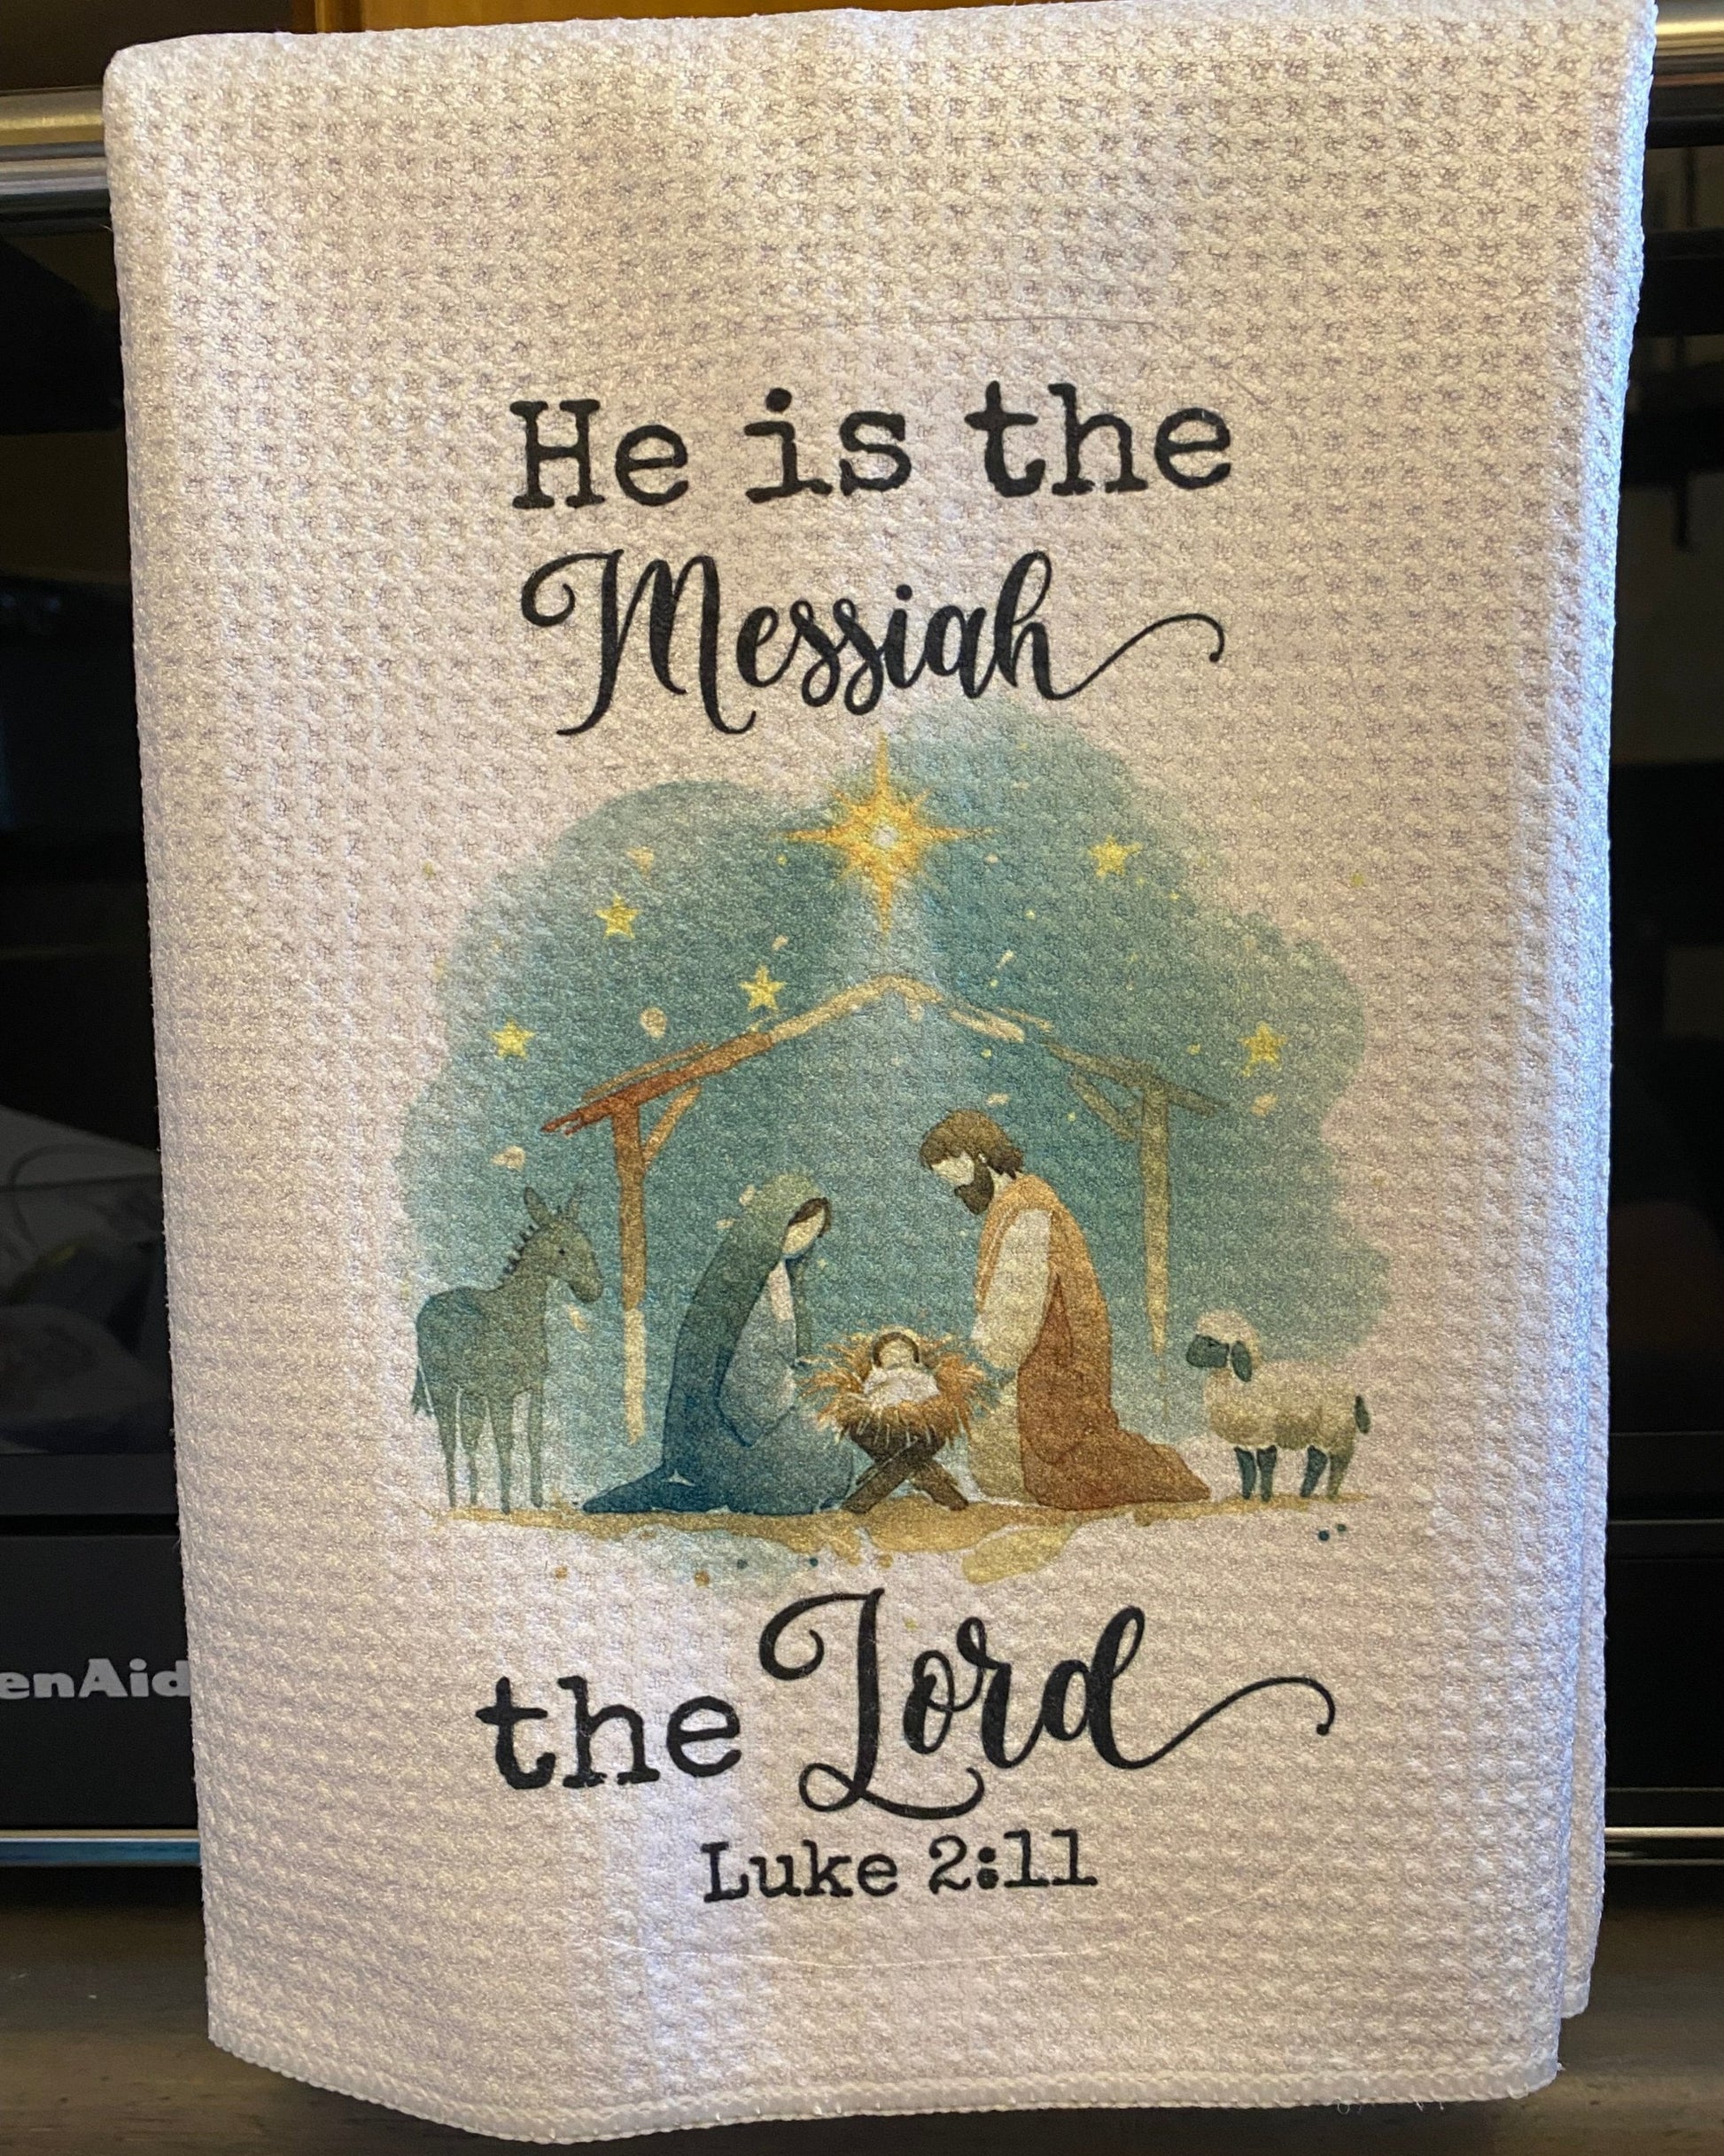 He is the
Messiah
the Lord
Luke 2:11
enAid